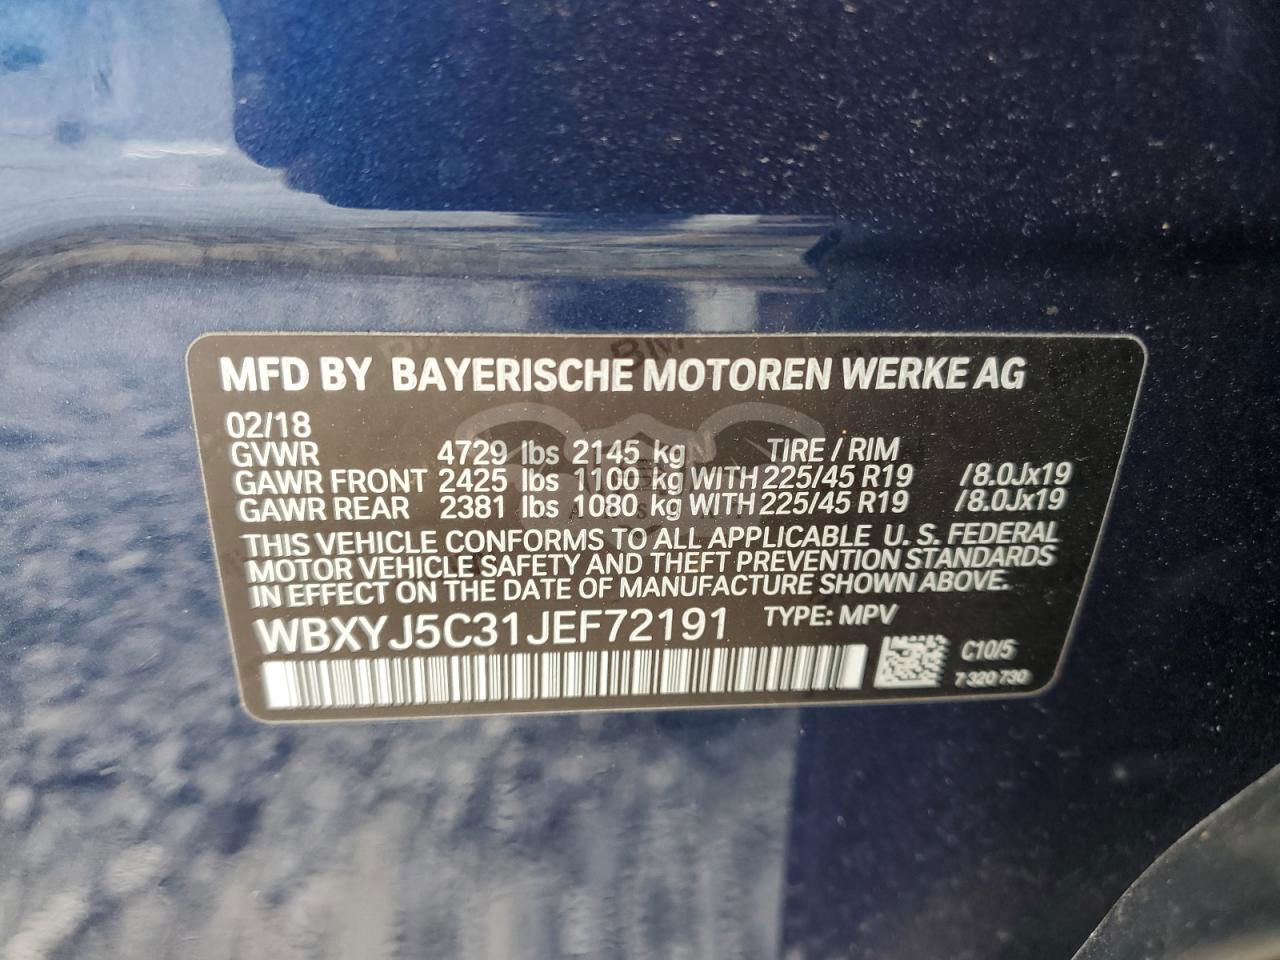 MFD BY BAYERISCHE MOTOREN WERKE AG
02/18
GVWR 4729 lbs 2145 kg TIRE / RIM
GAWR FRONT 2425 lbs 1100 kg WITH 225/45 R19 /8.0Jx19
GAWR REAR 2381 lbs 1080 kg WITH 225/45 R19 /8.0Jx19
THIS VEHICLE CONFORMS TO ALL APPLICABLE U. S. FEDERAL
MOTOR VEHICLE SAFETY AND THEFT PREVENTION STANDARDS
IN EFFECT ON THE DATE OF MANUFACTURE SHOWN ABOVE.
WBXYJ5C31JEF72191 TYPE: MPV
C10/5
7 320 730